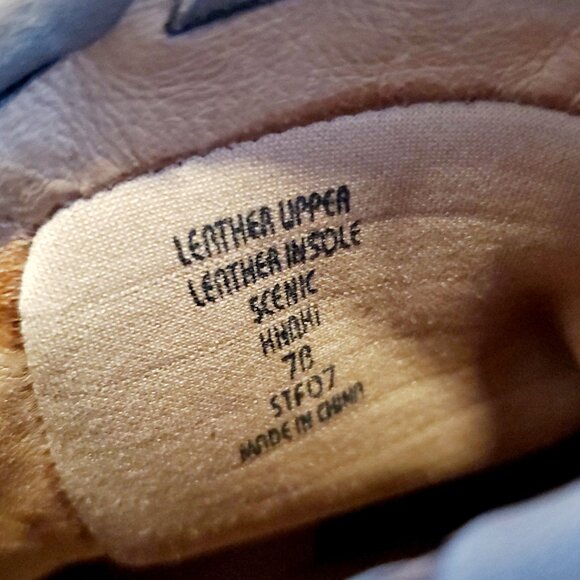 LEATHER UPPER
LEATHER INSOLE
SCENIC
KHAKI
7B
STF07
MADE IN CHINA